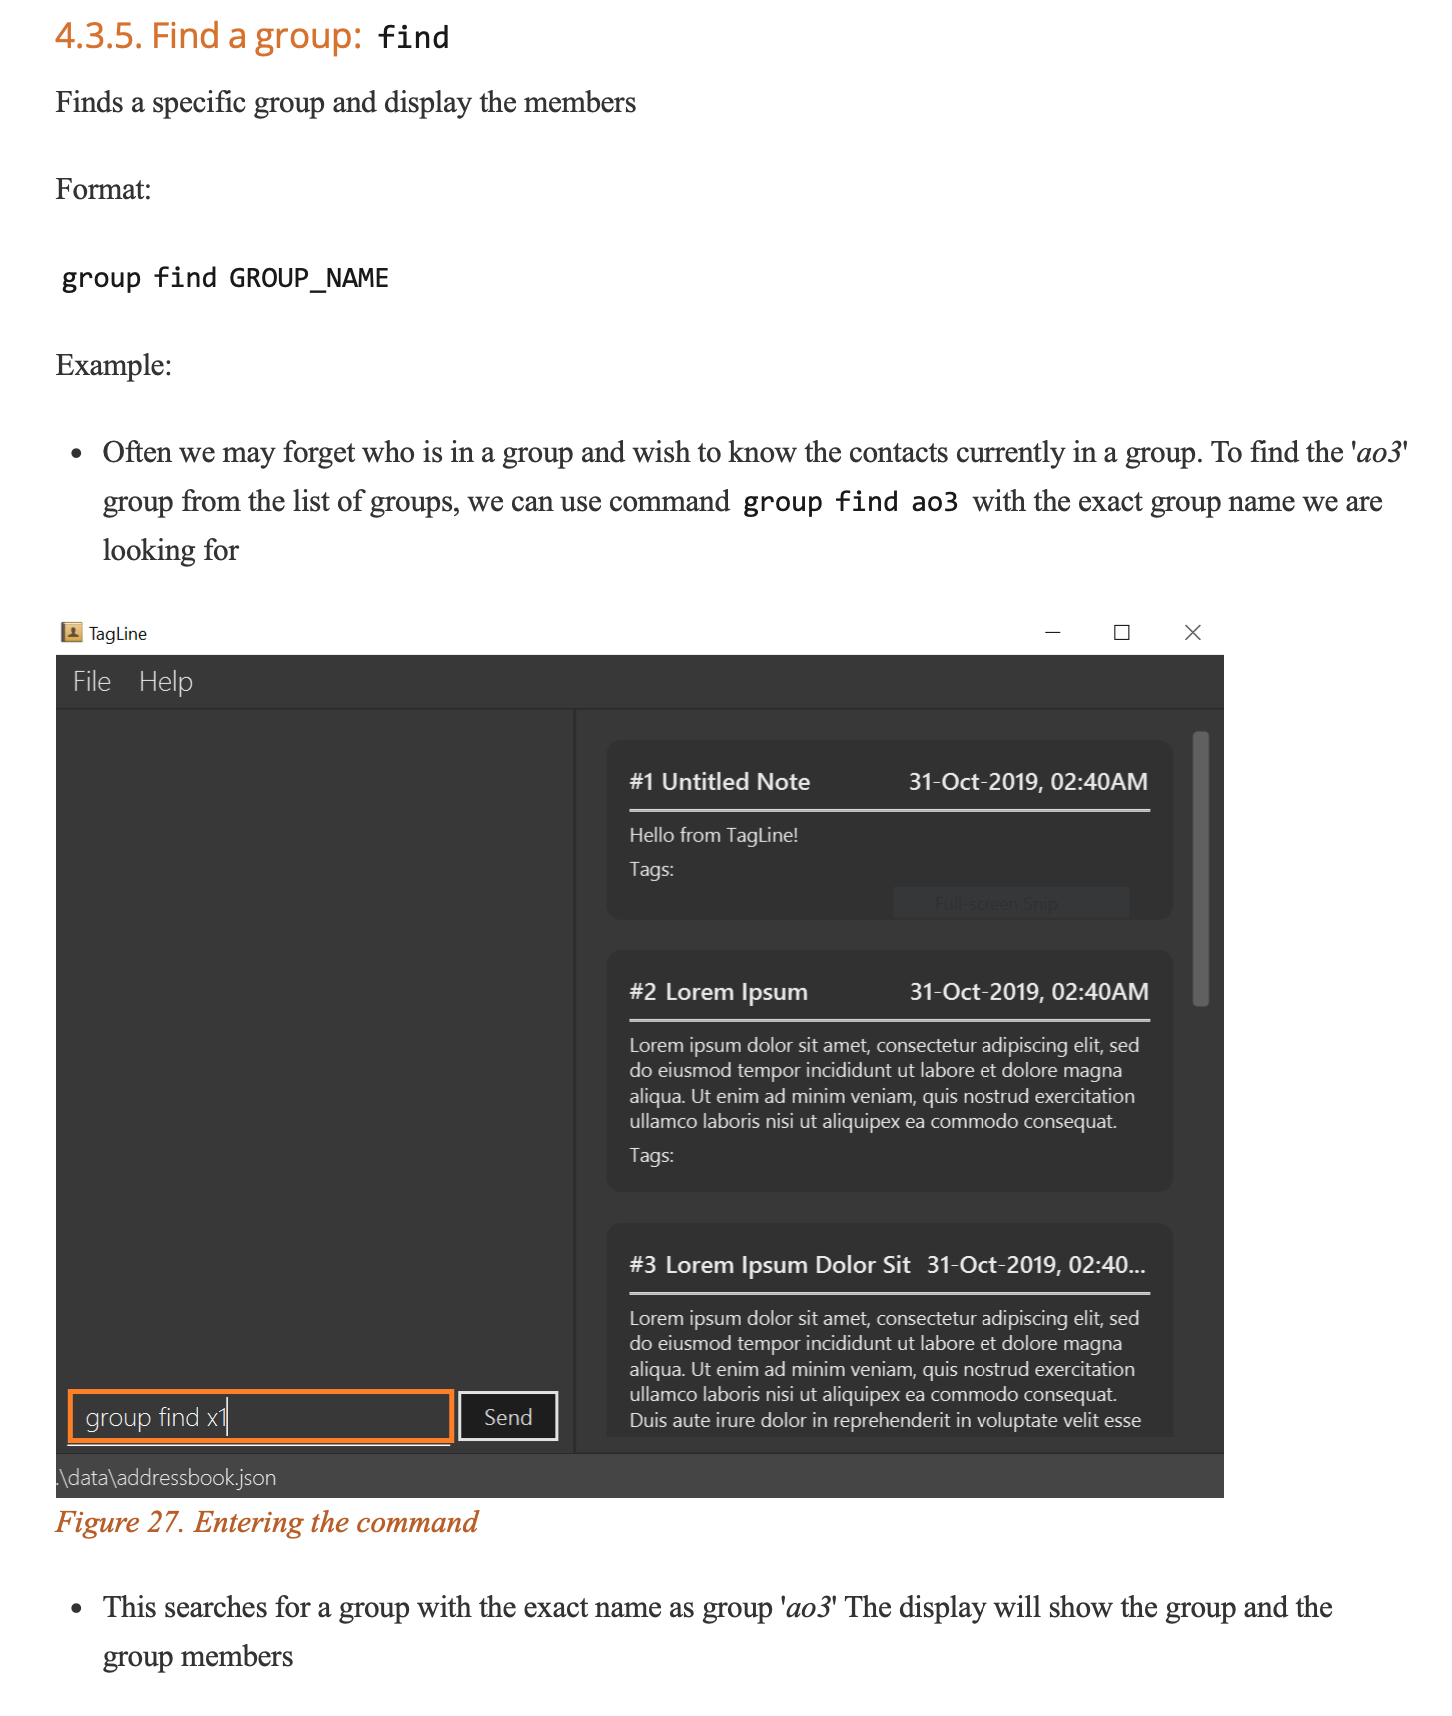 4.3.5. Find a group: find
Finds a specific group and display the members
Format:
group find GROUP_NAME
Example:
• Often we may forget who is in a group and wish to know the contacts currently in a group. To find the 'ao3'
group from the list of groups, we can use command group find ao3 with the exact group name we are
looking for
TagLine
File Help
#1 Untitled Note 31-Oct-2019, 02:40AM
Hello from TagLine!
Tags:
Full-screen Snip
#2 Lorem Ipsum 31-Oct-2019, 02:40AM
Lorem ipsum dolor sit amet, consectetur adipiscing elit, sed
do eiusmod tempor incididunt ut labore et dolore magna
aliqua. Ut enim ad minim veniam, quis nostrud exercitation
ullamco laboris nisi ut aliquipex ea commodo consequat.
Tags:
#3 Lorem Ipsum Dolor Sit 31-Oct-2019, 02:40...
Lorem ipsum dolor sit amet, consectetur adipiscing elit, sed
do eiusmod tempor incididunt ut labore et dolore magna
aliqua. Ut enim ad minim veniam, quis nostrud exercitation
ullamco laboris nisi ut aliquipex ea commodo consequat.
Duis aute irure dolor in reprehenderit in voluptate velit esse
group find x1 Send
.\data\addressbook.json
Figure 27. Entering the command
• This searches for a group with the exact name as group 'ao3' The display will show the group and the
group members